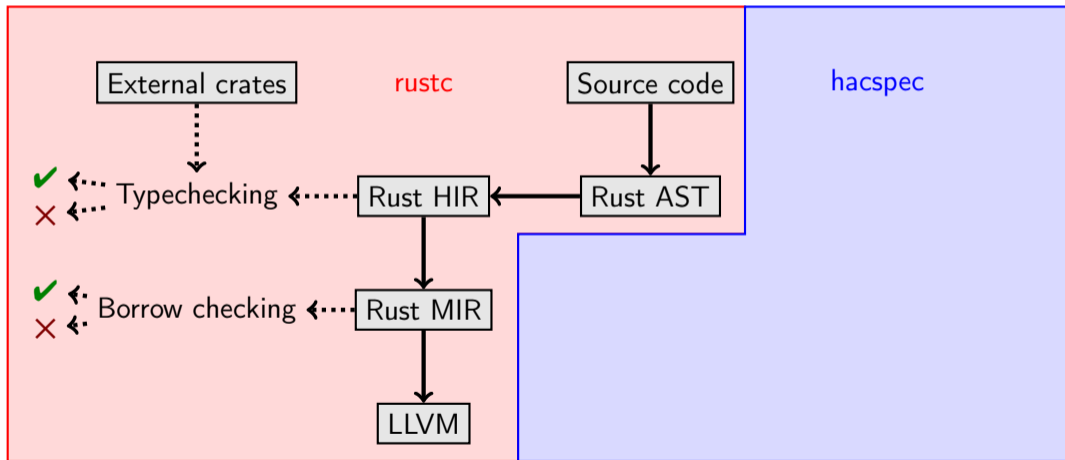 External crates
rustc
Source code
hacspec
✔
Typechecking
Rust HIR
Rust AST
×
✔
Borrow checking
Rust MIR
×
LLVM